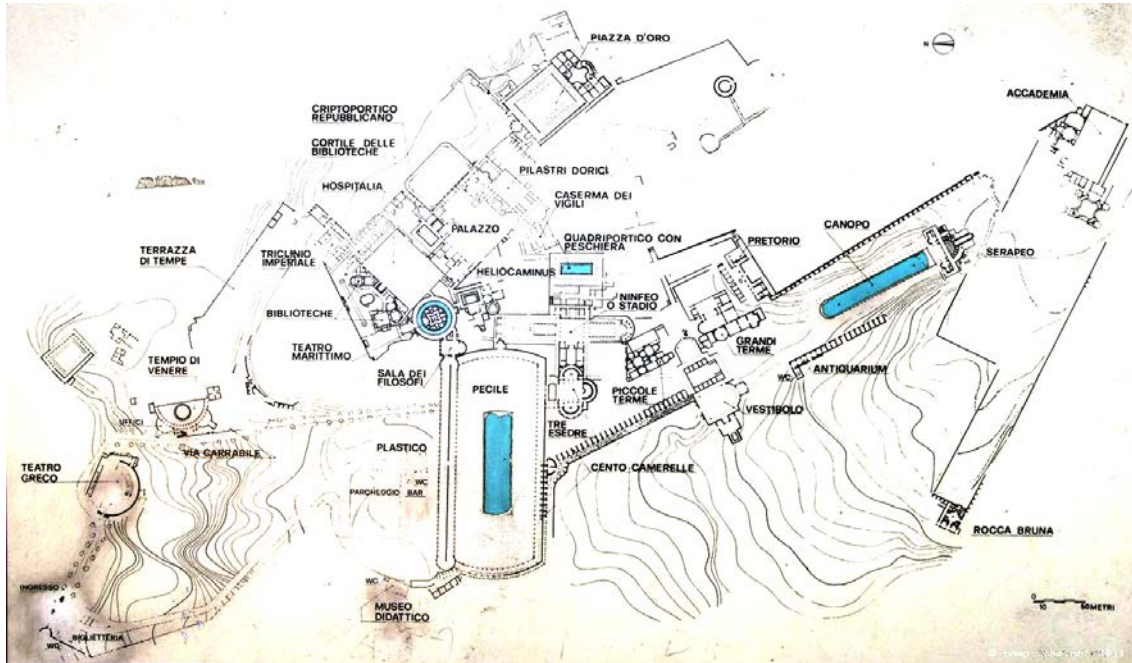 PIAZZA D'ORO
N
ACCADEMIA
CRIPTOPORTICO
REPUBBLICANO
CORTILE DELLE
BIBLIOTECHE
PILASTRI DORICI
HOSPITALIA
CASERMA DEI
VIGILI
CANOPO
PALAZZO
QUADRIPORTICO CON
PESCHIERA
PRETORIO
TERRAZZA
DI TEMPE
TRICLINIO
IMPERIALE
SERAPEO
HELIOCAMINUS
NINFEO
O STADIO
BIBLIOTECHE
TEATRO
MARITTIMO
GRANDI
TERME
TEMPIO DI
VENERE
SALA DEI
FILOSOFI
ANTIQUARIUM
WC
PECILE
PICCOLE
TERME
VESTIBOLO
UFFICI
TRE
ESEDRE
VIA CARRABILE
PLASTICO
TEATRO
GRECO
CENTO CAMERELLE
WC
PARCHEGGIO BAR
ROCCA BRUNA
INGRESSO
WC
MUSEO
DIDATTICO
0
10 50 METRI
BIGLIETTERIA
WC